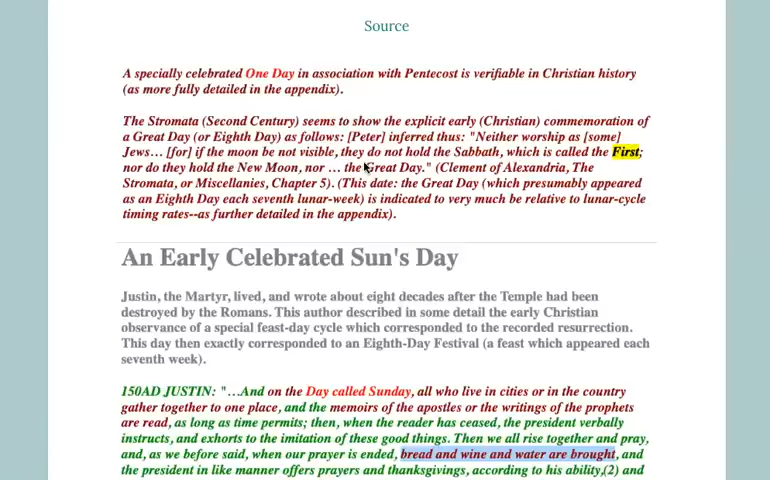 Source
A specially celebrated One Day in association with Pentecost is verifiable in Christian history
(as more fully detailed in the appendix).
The Stromata (Second Century) seems to show the explicit early (Christian) commemoration of
a Great Day (or Eighth Day) as follows: [Peter] inferred thus: "Neither worship as [some]
Jews… [for] if the moon be not visible, they do not hold the Sabbath, which is called the First;
nor do they hold the New Moon, nor … the Great Day." (Clement of Alexandria, The
Stromata, or Miscellanies, Chapter 5). (This date: the Great Day (which presumably appeared
as an Eighth Day each seventh lunar-week) is indicated to very much be relative to lunar-cycle
timing rates--as further detailed in the appendix).
An Early Celebrated Sun's Day
Justin, the Martyr, lived, and wrote about eight decades after the Temple had been
destroyed by the Romans. This author described in some detail the early Christian
observance of a special feast-day cycle which corresponded to the recorded resurrection.
This day then exactly corresponded to an Eighth-Day Festival (a feast which appeared each
seventh week).
150AD JUSTIN: "…And on the Day called Sunday, all who live in cities or in the country
gather together to one place, and the memoirs of the apostles or the writings of the prophets
are read, as long as time permits; then, when the reader has ceased, the president verbally
instructs, and exhorts to the imitation of these good things. Then we all rise together and pray,
and, as we before said, when our prayer is ended, bread and wine and water are brought, and
the president in like manner offers prayers and thanksgivings, according to his ability,(2) and